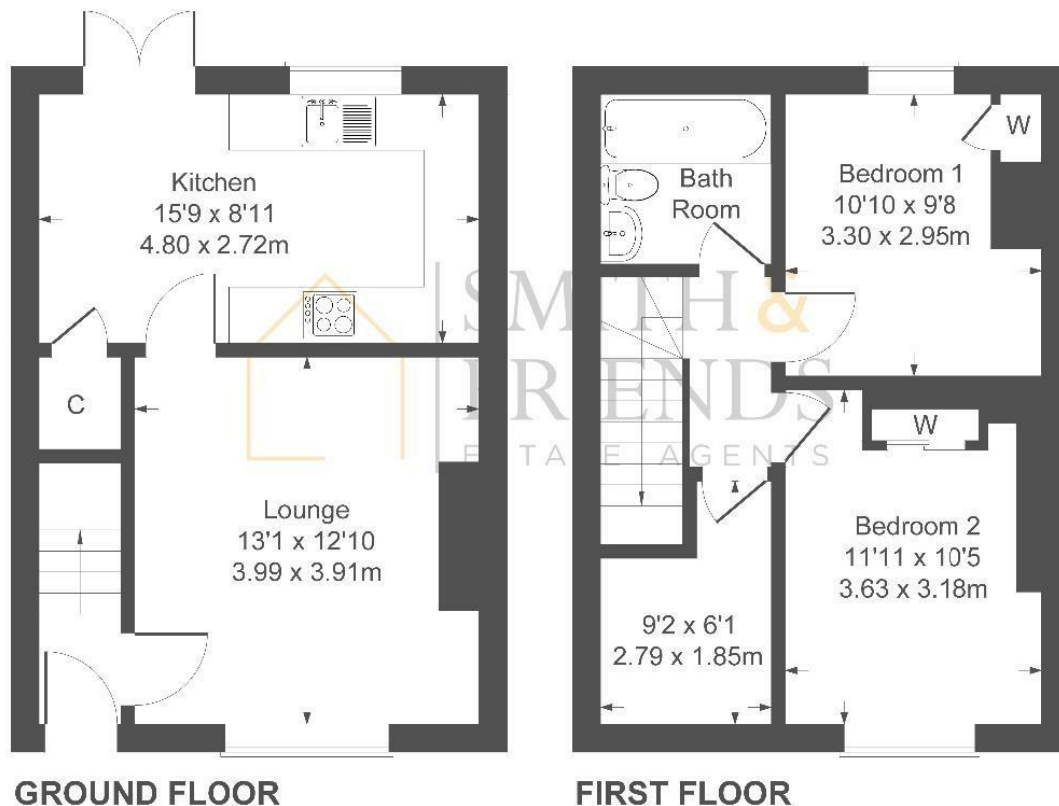 Kitchen
15'9 x 8'11
4.80 x 2.72m
C
Lounge
13'1 x 12'10
3.99 x 3.91m
GROUND FLOOR
Bath
Room
Bedroom 1
10'10 x 9'8
3.30 x 2.95m
W
W
Bedroom 2
11'11 x 10'5
3.63 x 3.18m
9'2 x 6'1
2.79 x 1.85m
FIRST FLOOR
SMITH &
FRIENDS
ESTATE AGENTS